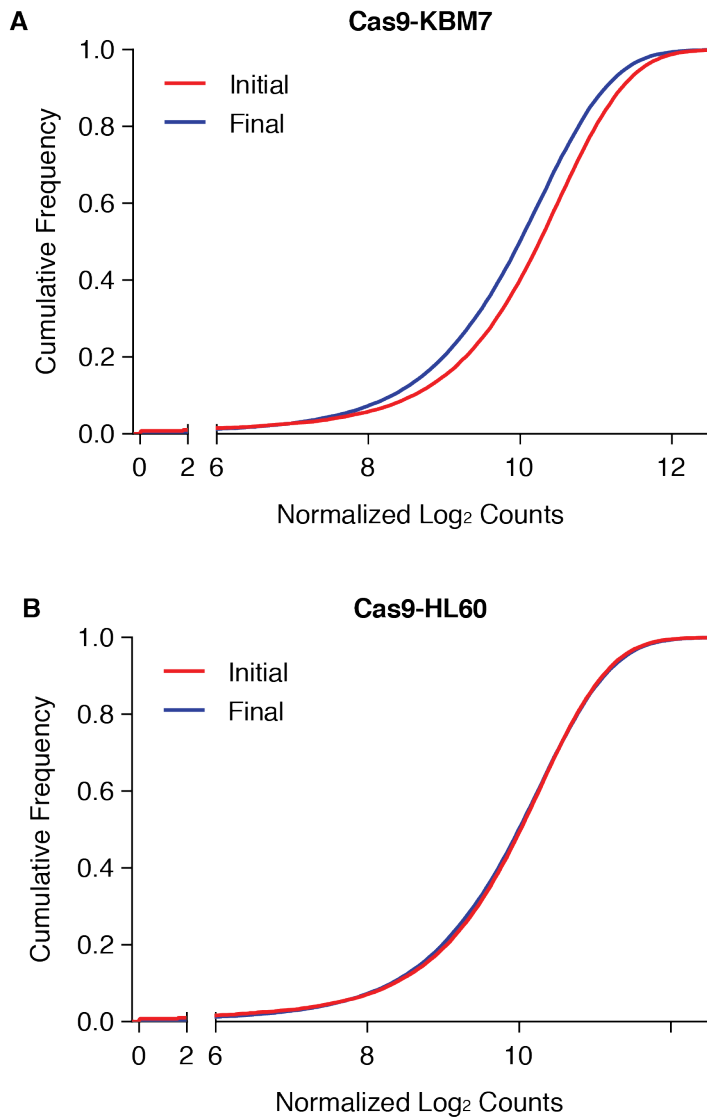 A
Cas9-KBM7
1.0
Initial
Final
0.8
0.6
0.4
0.2
0.0
Cumulative Frequency
0 2 6 8 10 12
Normalized Log₂ Counts
B
Cas9-HL60
1.0
Initial
Final
0.8
0.6
0.4
0.2
0.0
Cumulative Frequency
0 2 6 8 10
Normalized Log₂ Counts